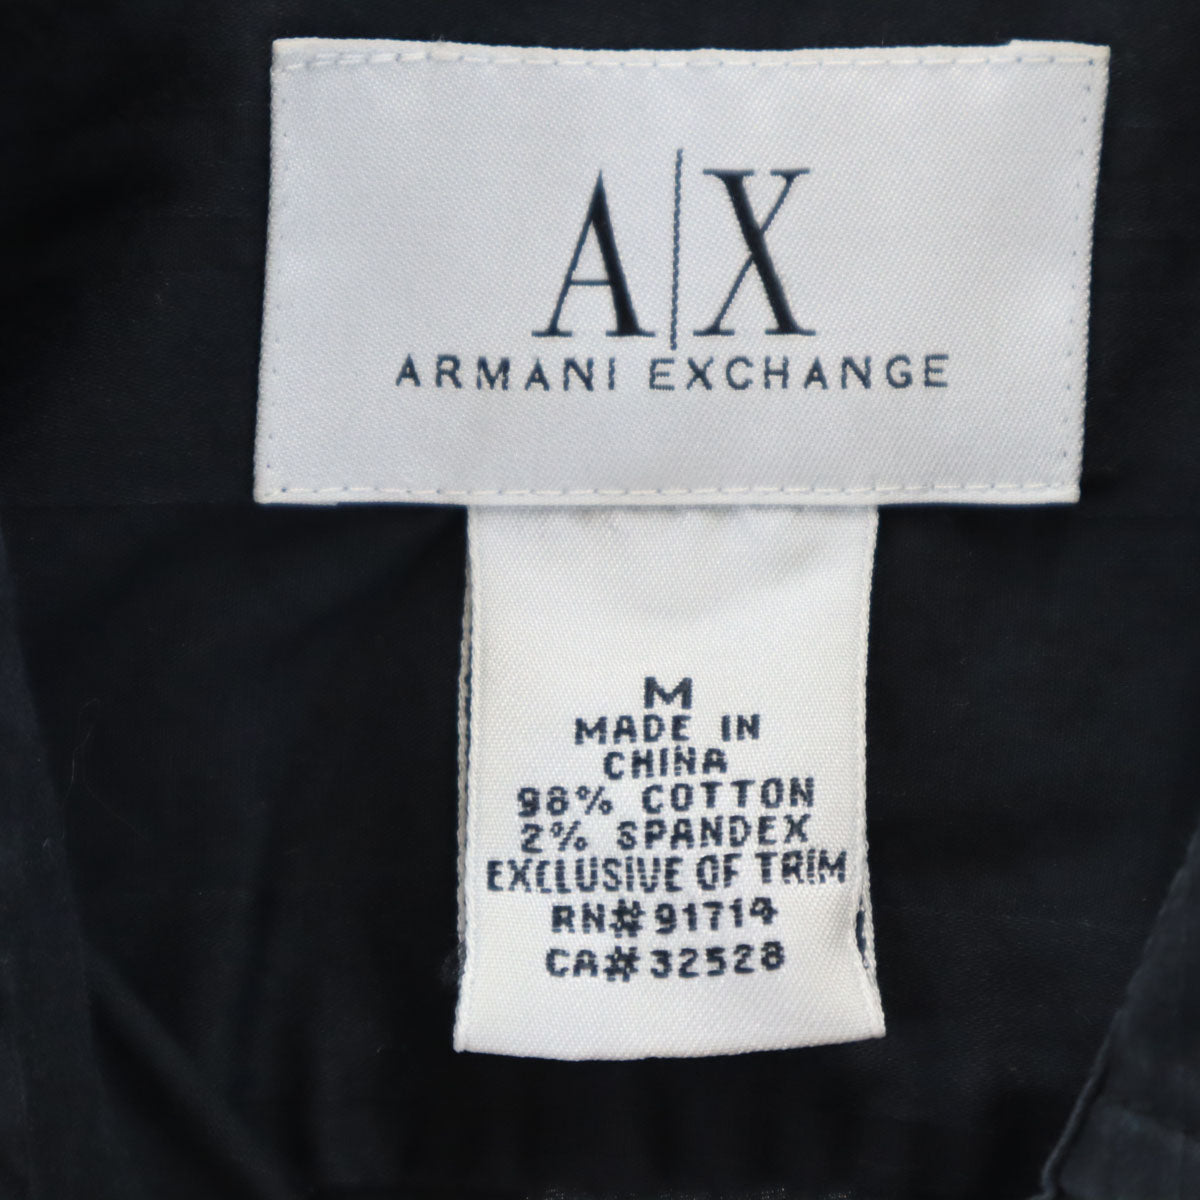 A|X
ARMANI EXCHANGE
M
MADE IN
CHINA
98% COTTON
2% SPANDEX
EXCLUSIVE OF TRIM
RN# 91714
CA# 32528